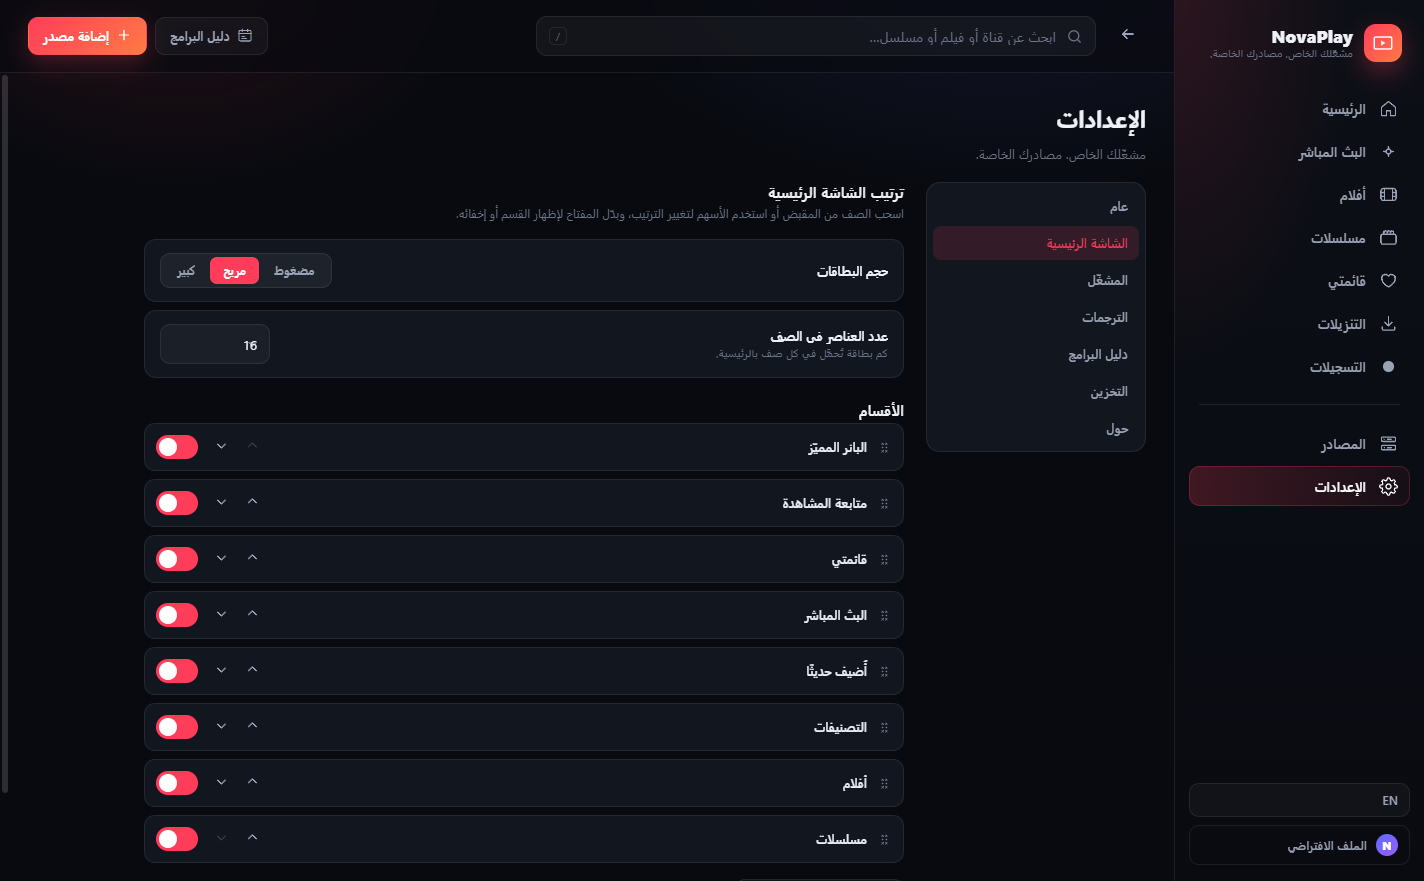 NovaPlay
مشغّلك الخاص. مصادرك الخاصة.
الرئيسية
البث المباشر
أفلام
مسلسلات
قائمتي
التنزيلات
التسجيلات
المصادر
الإعدادات
EN
N
الملف الافتراضي
ابحث عن قناة أو فيلم أو مسلسل...
/
دليل البرامج
إضافة مصدر
الإعدادات
مشغّلك الخاص. مصادرك الخاصة.
عام
الشاشة الرئيسية
المشغّل
الترجمات
دليل البرامج
التخزين
حول
ترتيب الشاشة الرئيسية
اسحب الصف من المقبض أو استخدم الأسهم لتغيير الترتيب، وبدّل المفتاح لإظهار القسم أو إخفائه.
حجم البطاقات
مضغوط
مريح
كبير
عدد العناصر في الصف
كم بطاقة تُحمّل في كل صف بالرئيسية.
16
الأقسام
البانر المميّز
متابعة المشاهدة
قائمتي
البث المباشر
أُضيف حديثًا
التصنيفات
أفلام
مسلسلات